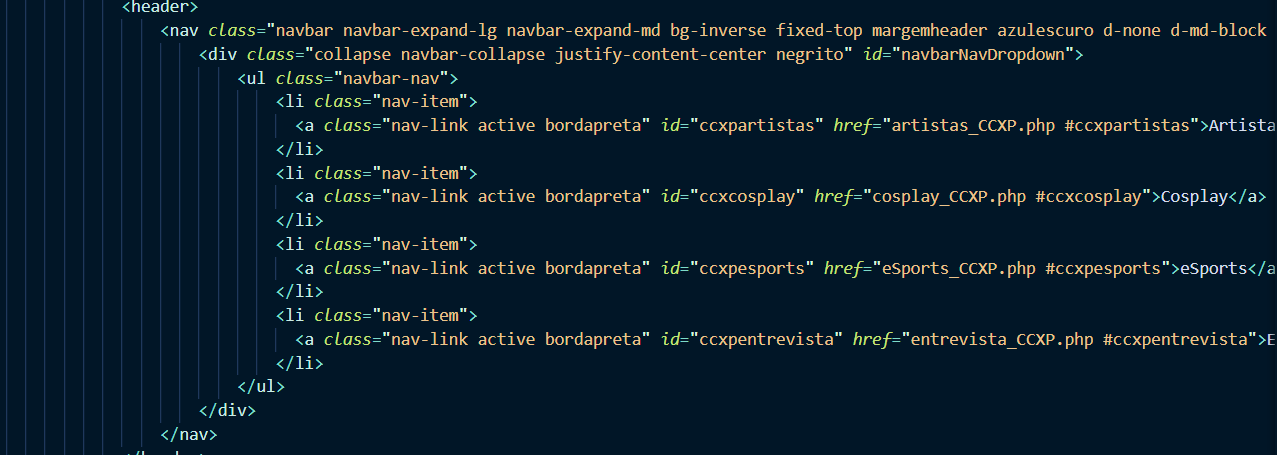 <header>
<nav class="navbar navbar-expand-lg navbar-expand-md bg-inverse fixed-top margemheader azulescuro d-none d-md-block
<div class="collapse navbar-collapse justify-content-center negrito" id="navbarNavDropdown">
<ul class="navbar-nav">
<li class="nav-item">
<a class="nav-link active bordapreta" id="ccxpartistas" href="artistas_CCXP.php #ccxpartistas">Artista
</li>
<li class="nav-item">
<a class="nav-link active bordapreta" id="ccxcosplay" href="cosplay_CCXP.php #ccxcosplay">Cosplay</a>
</li>
<li class="nav-item">
<a class="nav-link active bordapreta" id="ccxpesports" href="eSports_CCXP.php #ccxpesports">eSports</a
</li>
<li class="nav-item">
<a class="nav-link active bordapreta" id="ccxpentrevista" href="entrevista_CCXP.php #ccxpentrevista">E
</li>
</ul>
</div>
</nav>